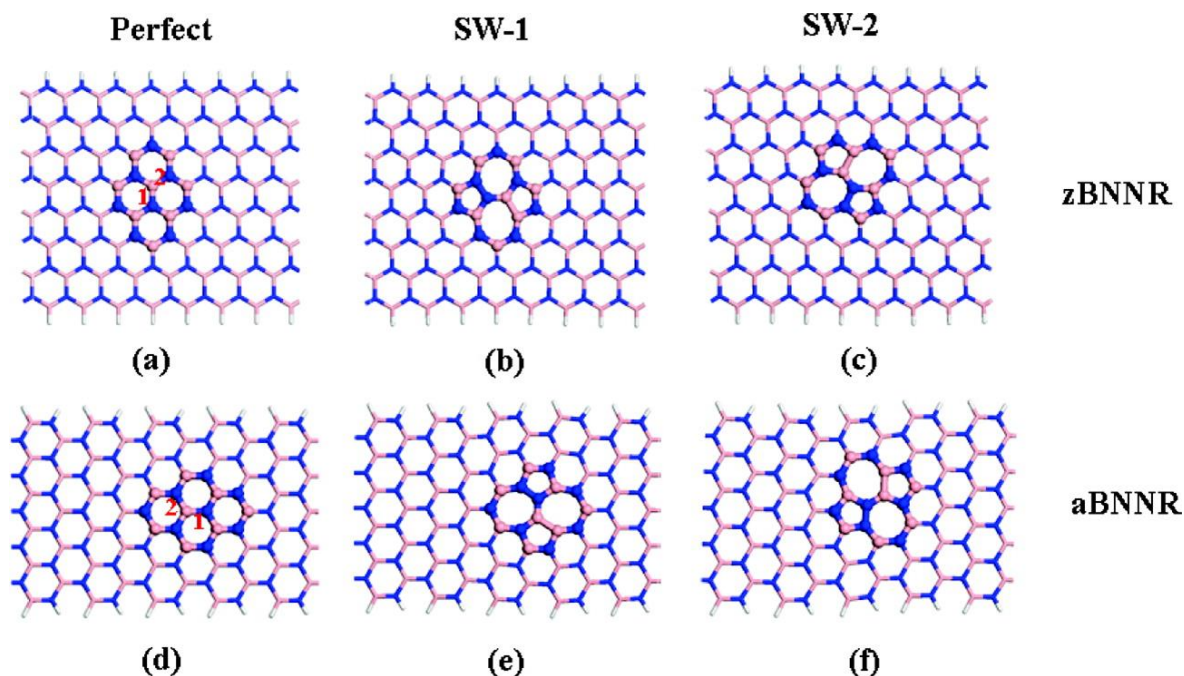 Perfect SW-1 SW-2
2
1
zBNNR
(a) (b) (c)
2
1
aBNNR
(d) (e) (f)